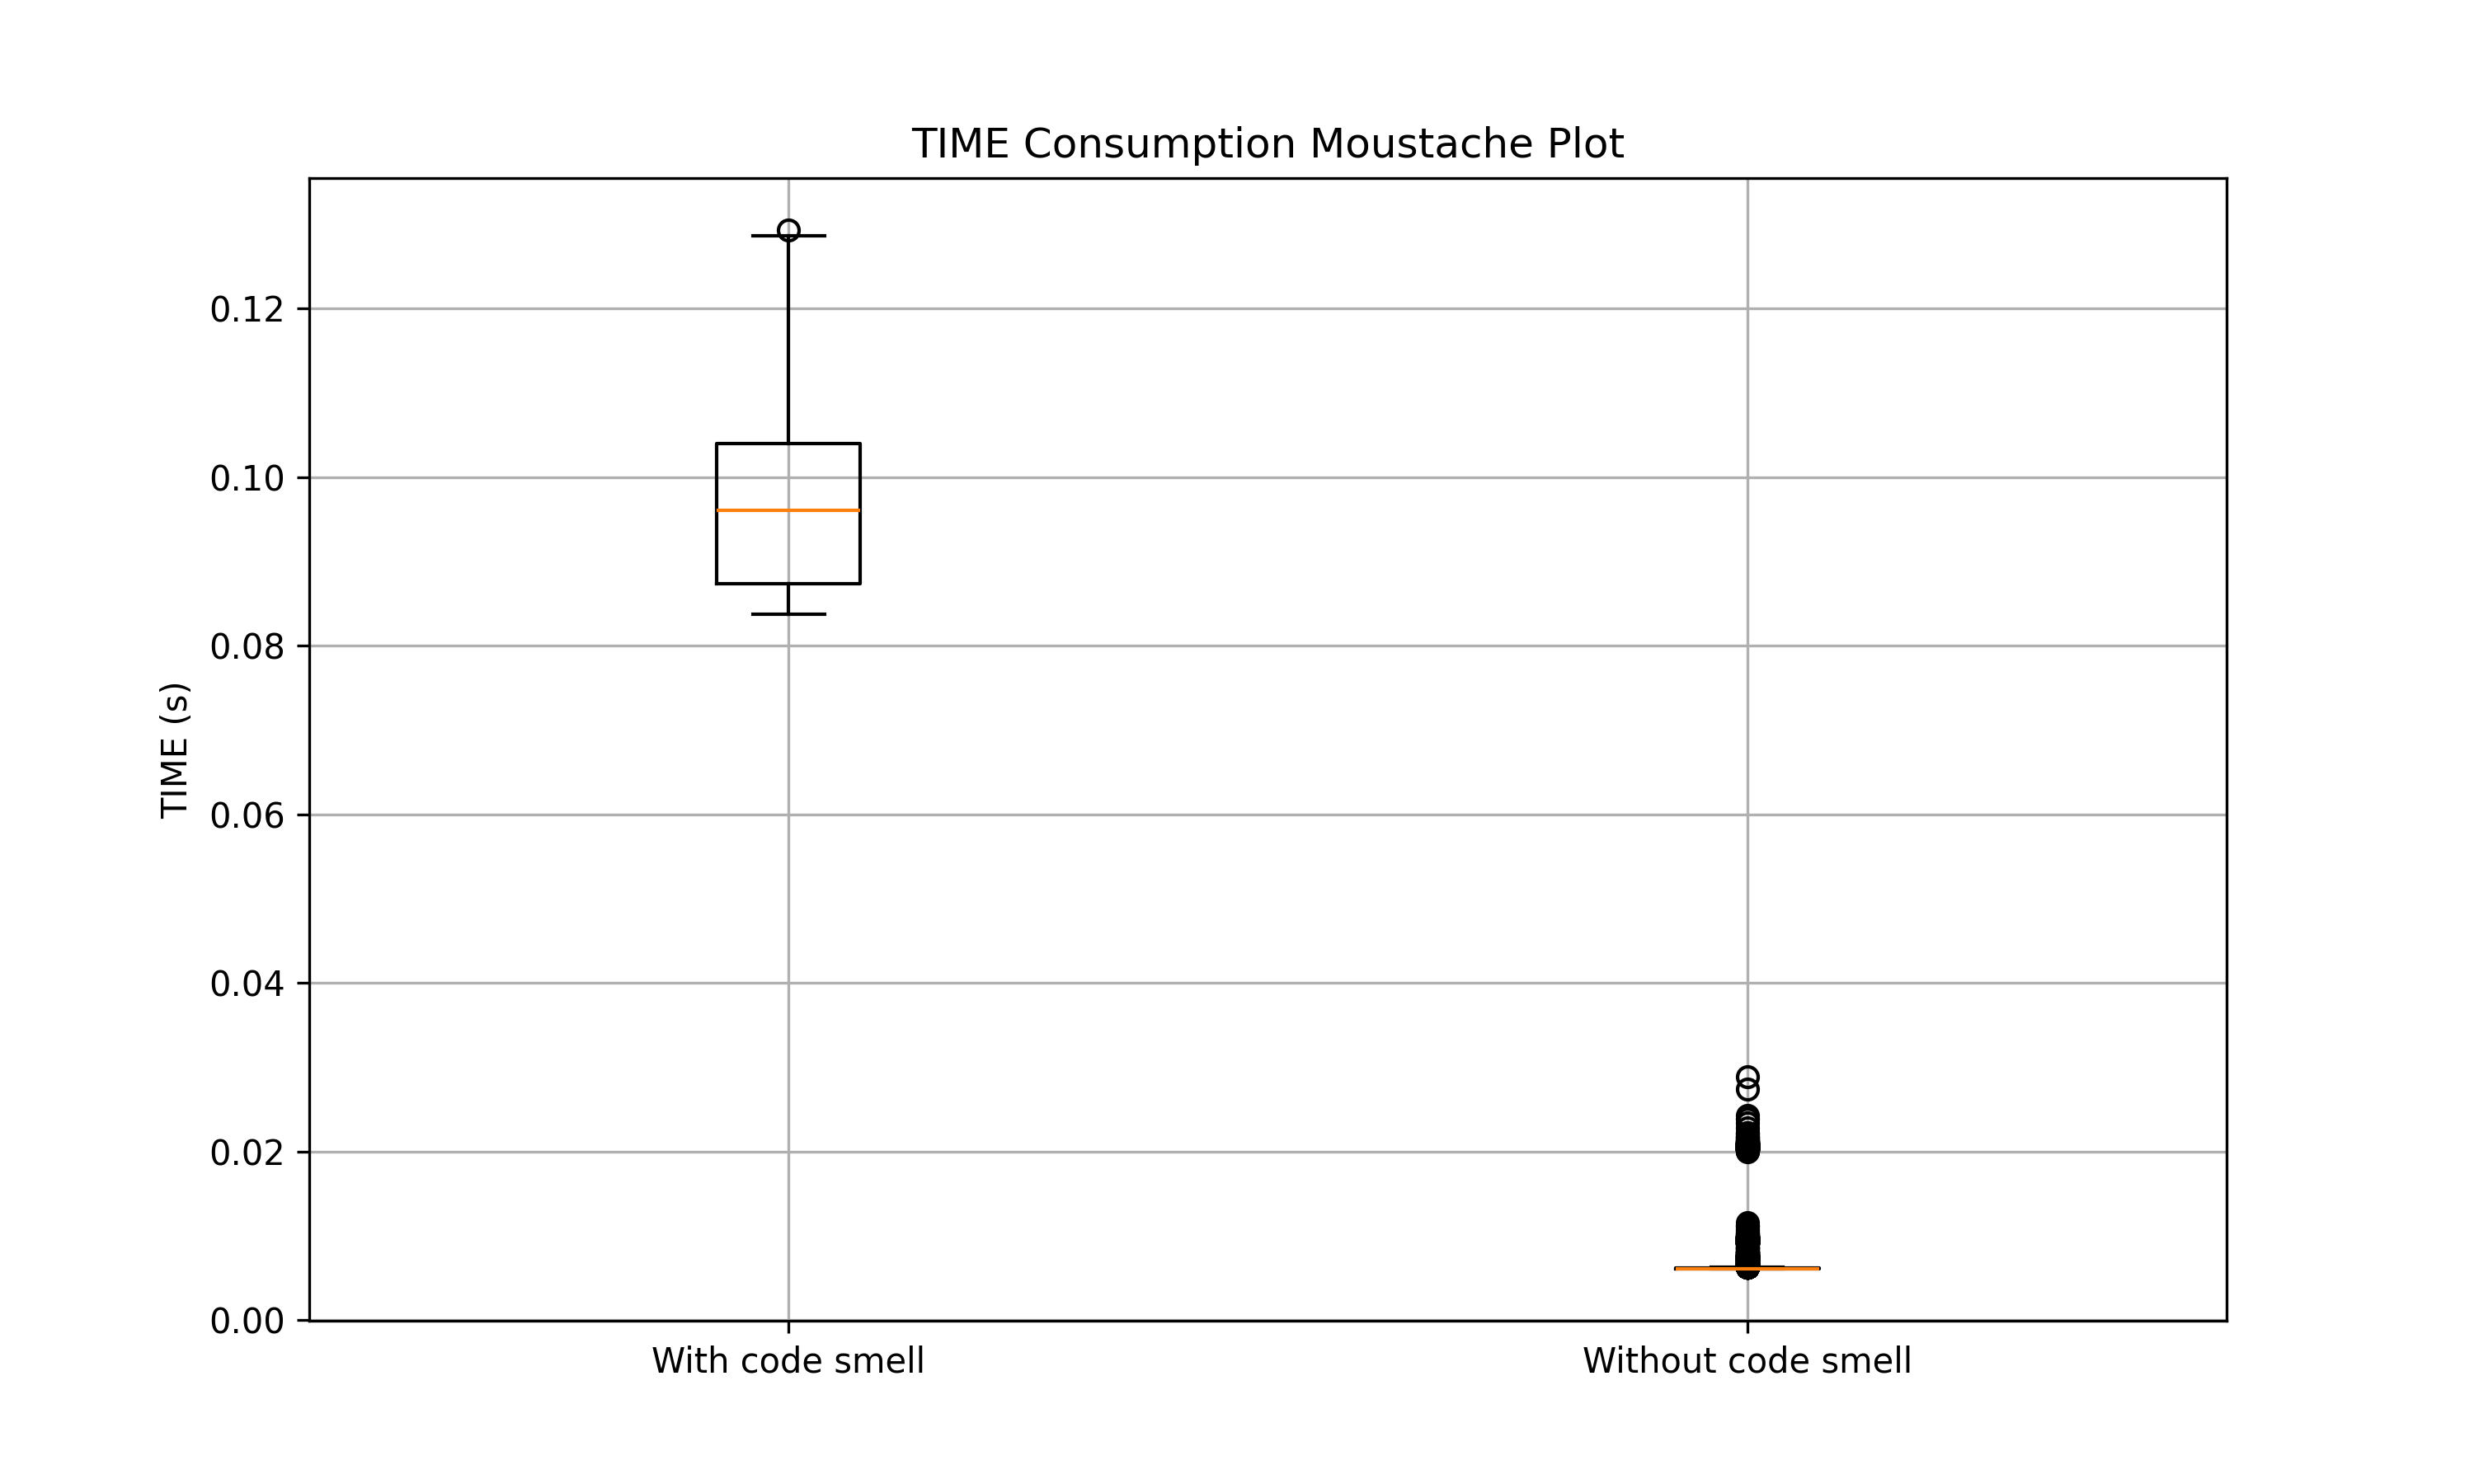 TIME Consumption Moustache Plot
TIME (s)
0.12
0.10
0.08
0.06
0.04
0.02
0.00
With code smell
Without code smell